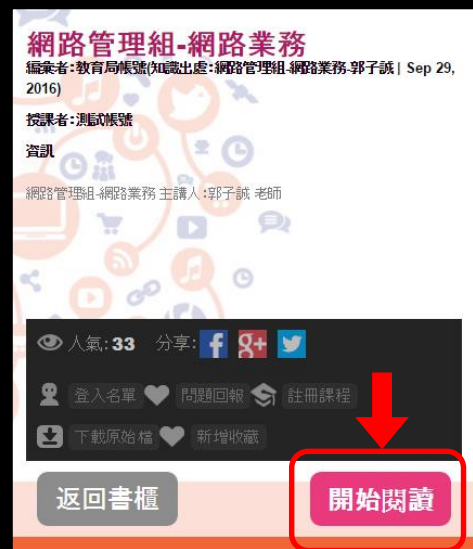 網路管理組-網路業務
編彙者:教育局帳號(知識出處:網路管理組-網路業務-郭子誠 | Sep 29,
2016)
授課者:測試帳號
資訊
網路管理組-網路業務 主講人:郭子誠 老師
人氣:33 分享: f g+
登入名單 問題回報 註冊課程
下載原始檔 新增收藏
返回書櫃 開始閱讀